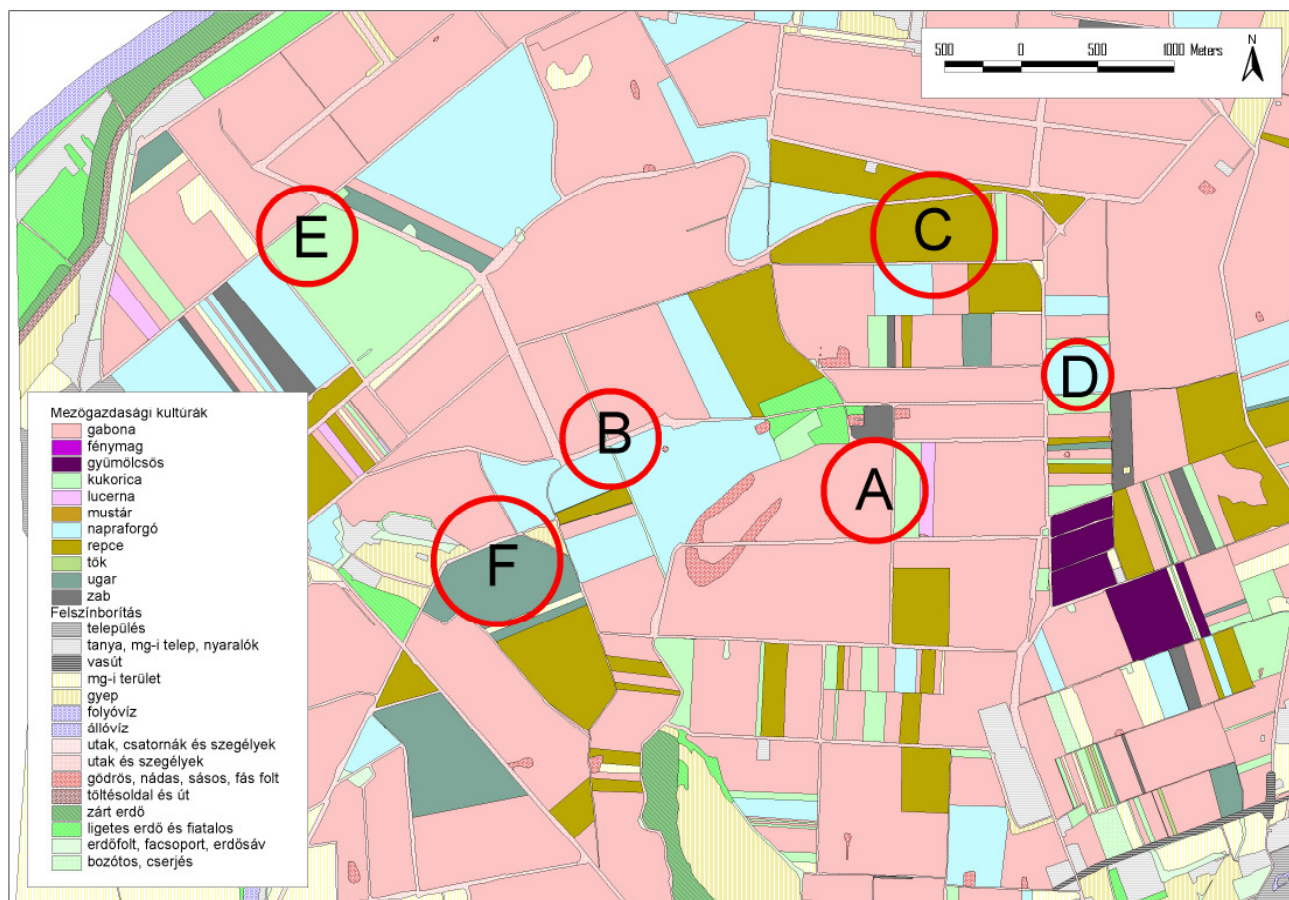 500 0 500 1000 Meters
N
E
C
D
B
A
F
Mezőgazdasági kultúrák
gabona
fénymag
gyümölcsös
kukorica
lucerna
mustár
napraforgó
repce
tök
ugar
zab
Felszínborítás
település
tanya, mg-i telep, nyaralók
vasút
mg-i terület
gyep
folyóvíz
állóvíz
utak, csatornák és szegélyek
utak és szegélyek
gödrös, nádas, sásos, fás folt
töltésoldal és út
zárt erdő
ligetes erdő és fiatalos
erdőfolt, facsoport, erdősáv
bozótos, cserjés